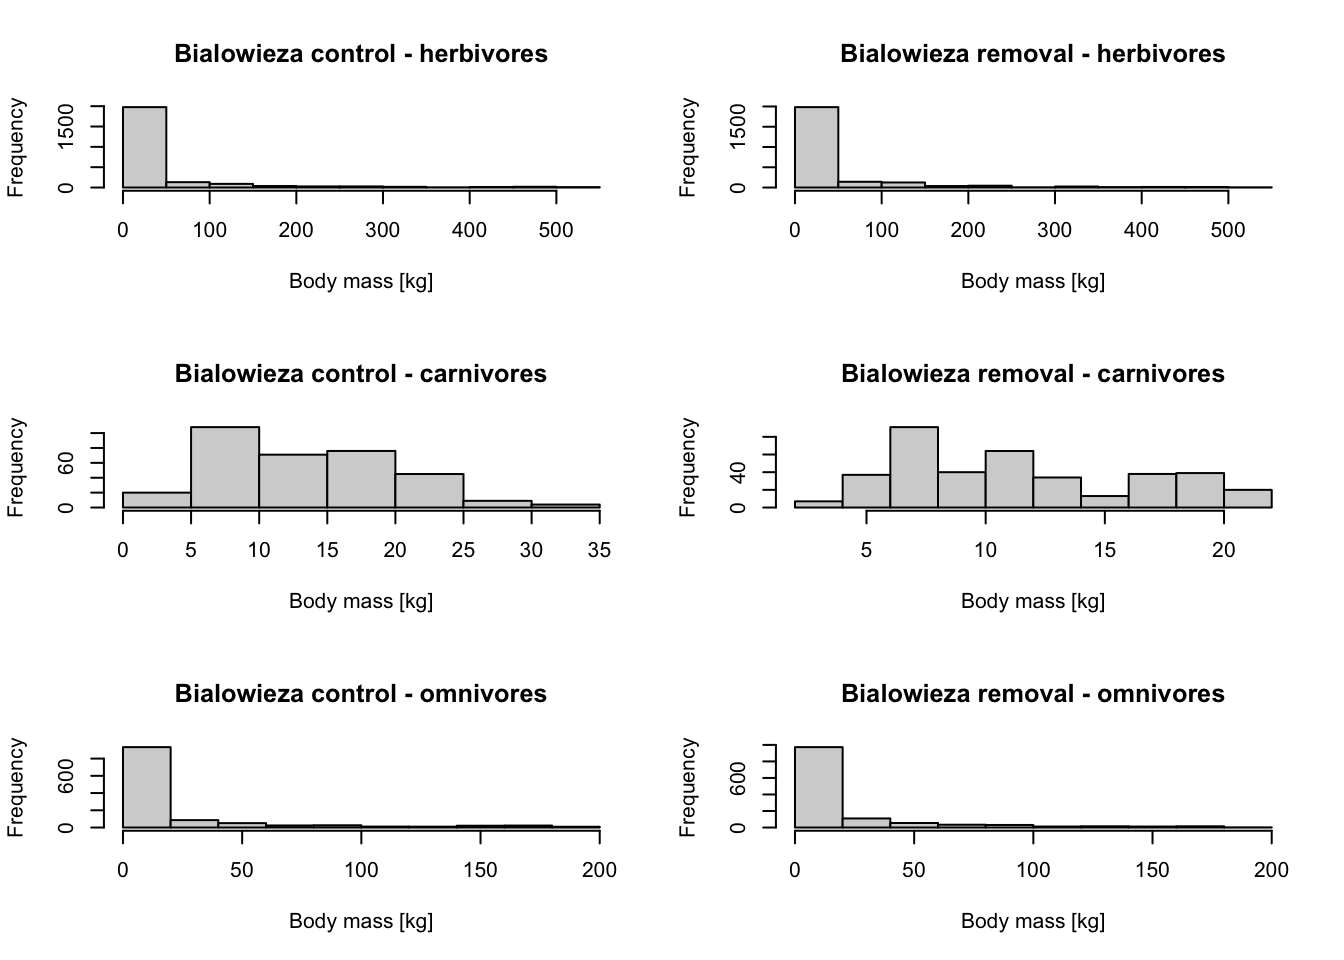 Bialowieza control - herbivores
Frequency
0 1500
0 100 200 300 400 500
Body mass [kg]
Bialowieza removal - herbivores
Frequency
0 1500
0 100 200 300 400 500
Body mass [kg]
Bialowieza control - carnivores
Frequency
0 60
0 5 10 15 20 25 30 35
Body mass [kg]
Bialowieza removal - carnivores
Frequency
0 40
5 10 15 20
Body mass [kg]
Bialowieza control - omnivores
Frequency
0 600
0 50 100 150 200
Body mass [kg]
Bialowieza removal - omnivores
Frequency
0 600
0 50 100 150 200
Body mass [kg]